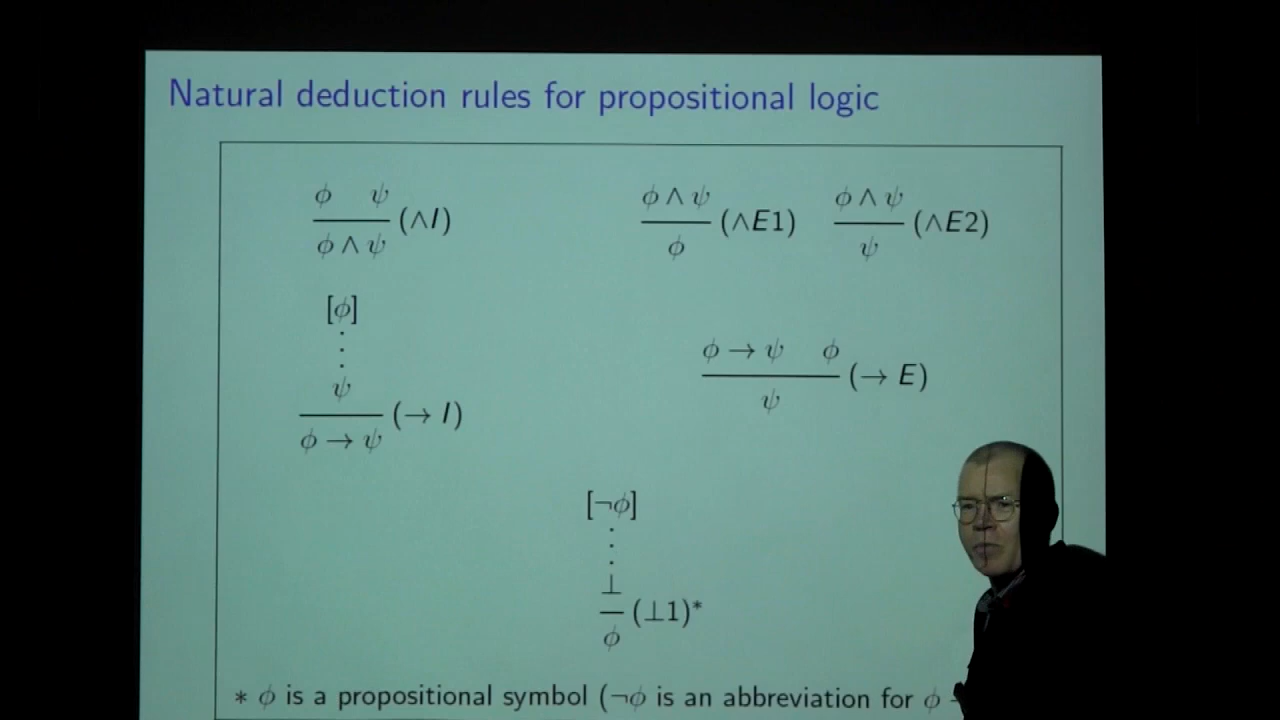 Natural deduction rules for propositional logic
ϕ ψ
ϕ ∧ ψ
(∧I)
ϕ ∧ ψ
ϕ
(∧E1)
ϕ ∧ ψ
ψ
(∧E2)
[ϕ]
⋮
ψ
ϕ → ψ
(→ I)
ϕ → ψ ϕ
ψ
(→ E)
[¬ϕ]
⋮
⊥
ϕ
(⊥1)*
* ϕ is a propositional symbol (¬ϕ is an abbreviation for ϕ